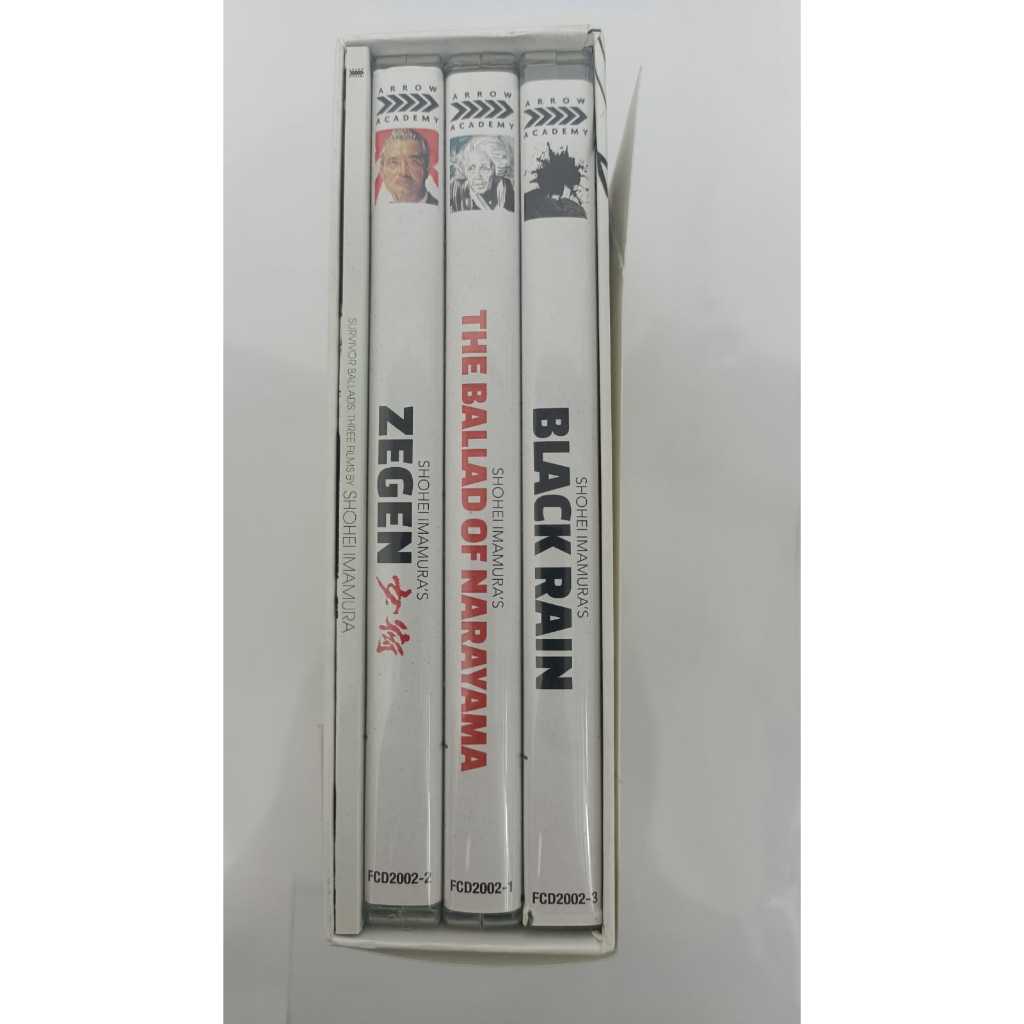 SURVIVOR BALLADS: THREE FILMS BY SHOHEI IMAMURA
ARROW
ACADEMY
SHOHEI IMAMURA'S
ZEGEN 女衒
FCD2002-2
ARROW
ACADEMY
SHOHEI IMAMURA'S
THE BALLAD OF NARAYAMA
FCD2002-1
ARROW
ACADEMY
SHOHEI IMAMURA'S
BLACK RAIN
FCD2002-3